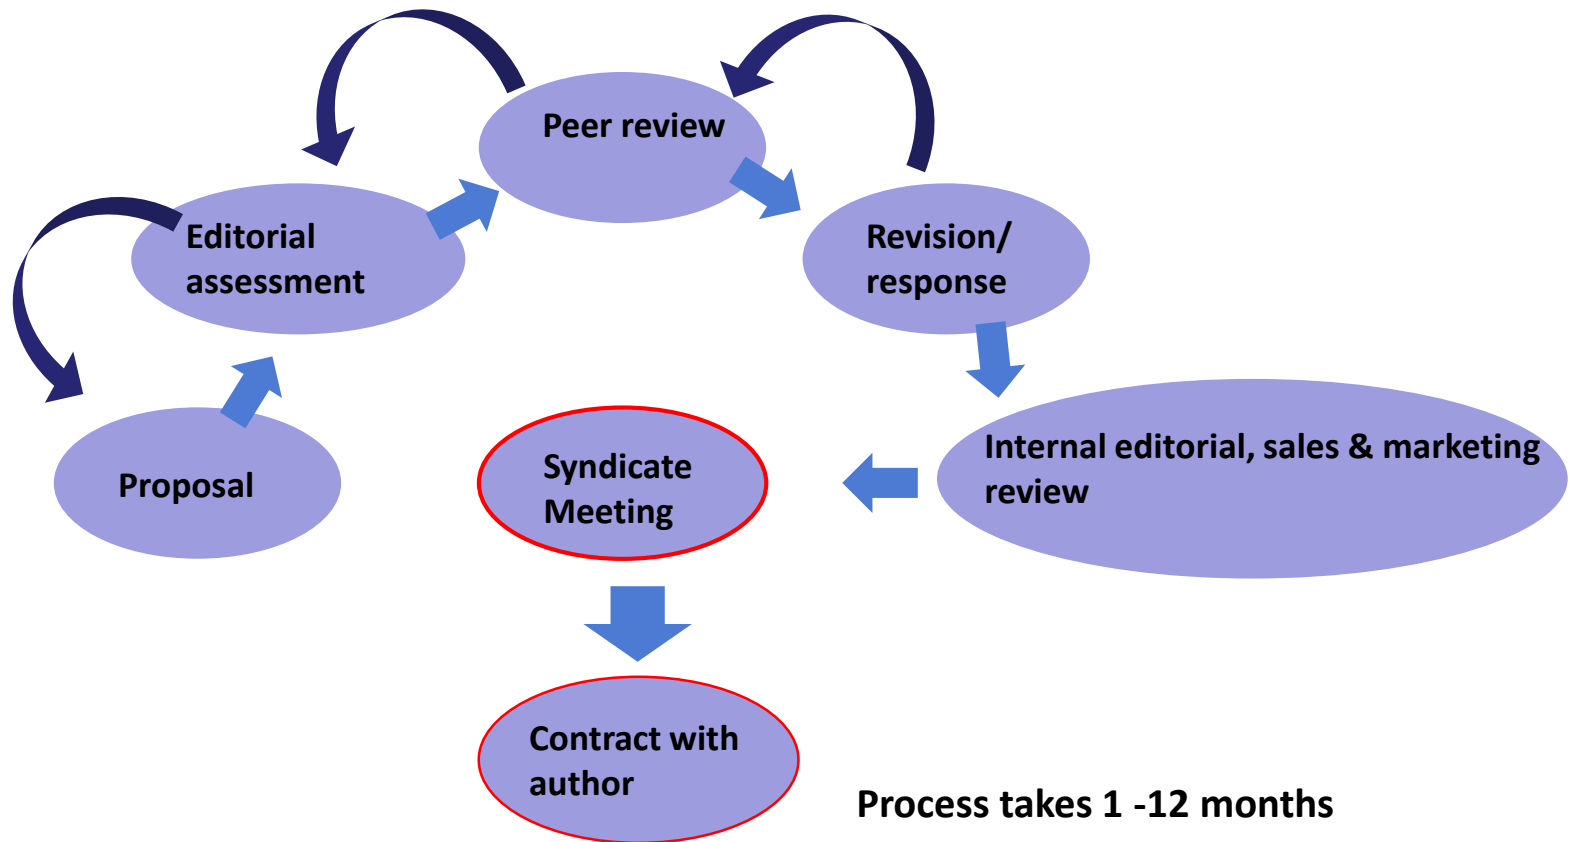 Peer review
Editorial
assessment
Revision/
response
Proposal
Syndicate
Meeting
Internal editorial, sales & marketing
review
Contract with
author
Process takes 1 -12 months